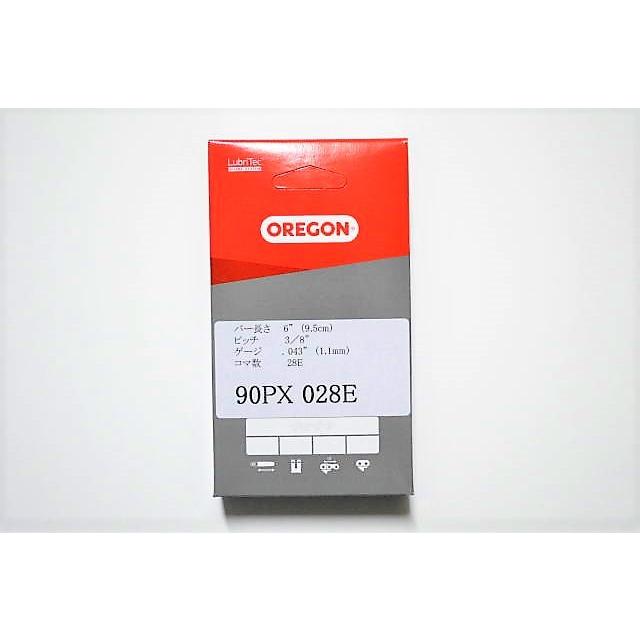 LubriTec
OREGON®
バー長さ 6" (9.5cm)
ピッチ 3/8"
ゲージ .043" (1.1mm)
コマ数 28E
90PX 028E